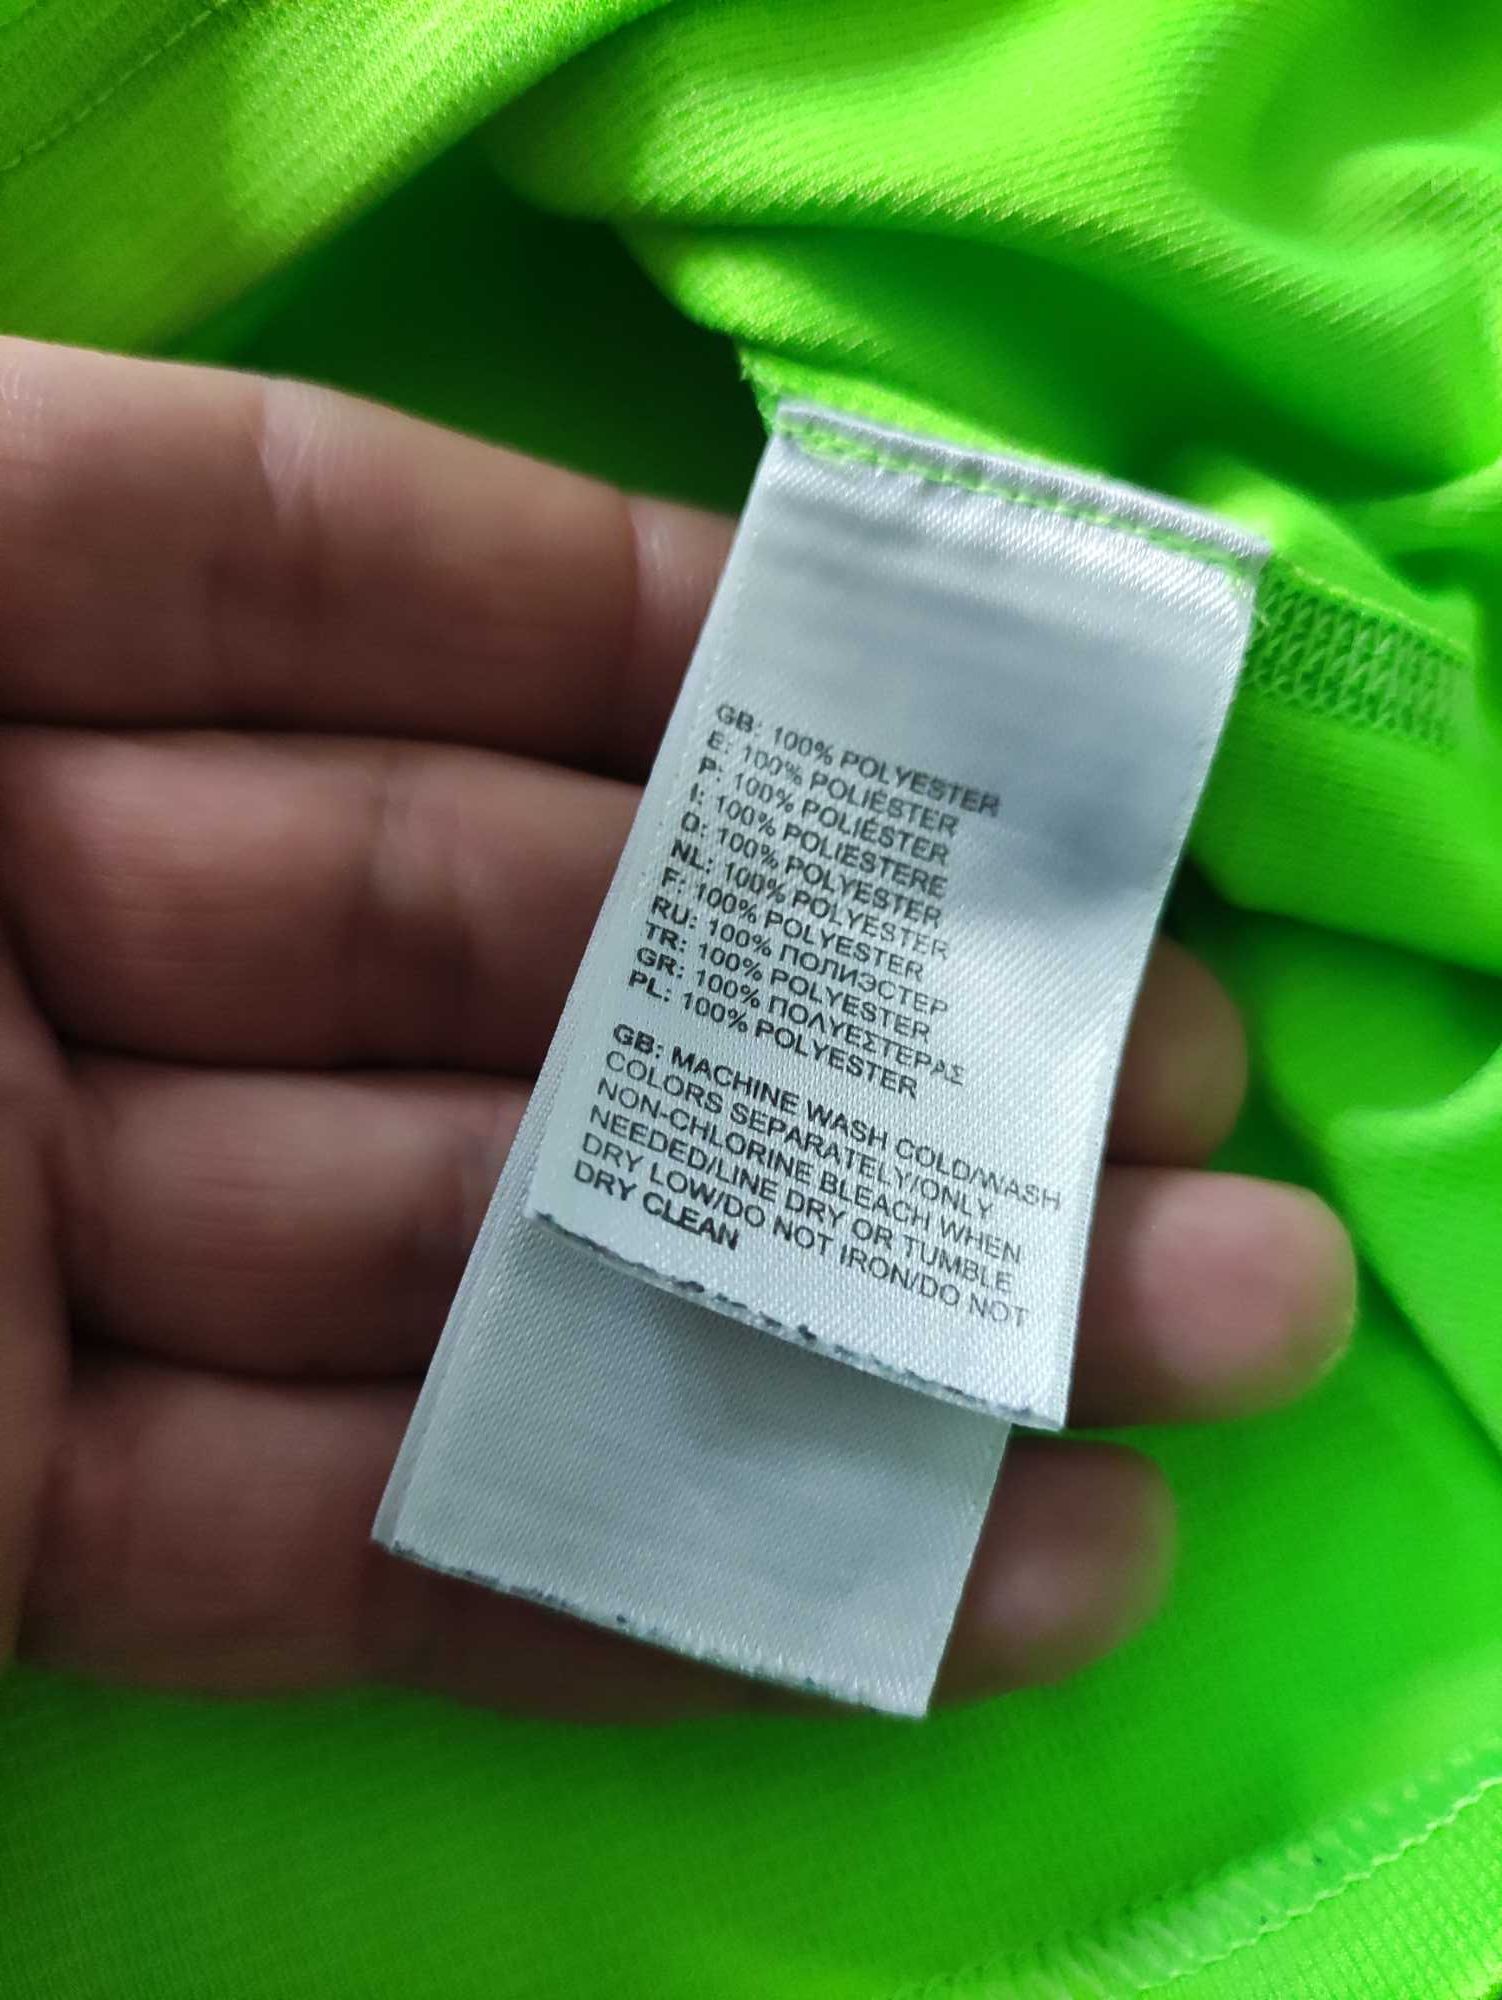 GB: 100% POLYESTER
E: 100% POLIÉSTER
P: 100% POLIÉSTER
I: 100% POLIESTERE
D: 100% POLYESTER
NL: 100% POLYESTER
F: 100% POLYESTER
RU: 100% ПОЛИЭСТЕР
TR: 100% POLYESTER
GR: 100% ΠΟΛΥΕΣΤΕΡΑΣ
PL: 100% POLYESTER
GB: MACHINE WASH COLD/WASH
COLORS SEPARATELY/ONLY
NON-CHLORINE BLEACH WHEN
NEEDED/LINE DRY OR TUMBLE
DRY LOW/DO NOT IRON/DO NOT
DRY CLEAN